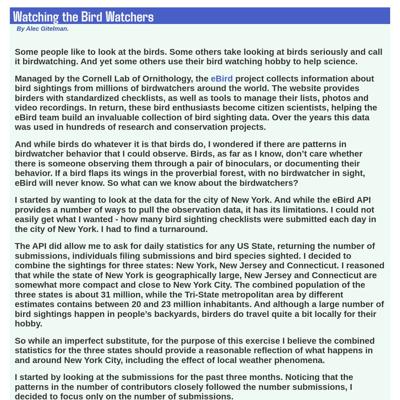 Watching the Bird Watchers
By Alec Gitelman.
Some people like to look at the birds. Some others take looking at birds seriously and call
it birdwatching. And yet some others use their bird watching hobby to help science.
Managed by the Cornell Lab of Ornithology, the eBird project collects information about
bird sightings from millions of birdwatchers around the world. The website provides
birders with standardized checklists, as well as tools to manage their lists, photos and
video recordings. In return, these bird enthusiasts become citizen scientists, helping the
eBird team build an invaluable collection of bird sighting data. Over the years this data
was used in hundreds of research and conservation projects.
And while birds do whatever it is that birds do, I wondered if there are patterns in
birdwatcher behavior that I could observe. Birds, as far as I know, don't care whether
there is someone observing them through a pair of binoculars, or documenting their
behavior. If a bird flaps its wings in the proverbial forest, with no birdwatcher in sight,
eBird will never know. So what can we know about the birdwatchers?
I started by wanting to look at the data for the city of New York. And while the eBird API
provides a number of ways to pull the observation data, it has its limitations. I could not
easily get what I wanted - how many bird sighting checklists were submitted each day in
the city of New York. I had to find a turnaround.
The API did allow me to ask for daily statistics for any US State, returning the number of
submissions, individuals filing submissions and bird species sighted. I decided to
combine the sightings for three states: New York, New Jersey and Connecticut. I reasoned
that while the state of New York is geographically large, New Jersey and Connecticut are
somewhat more compact and close to New York City. The combined population of the
three states is about 31 million, while the Tri-State metropolitan area by different
estimates contains between 20 and 23 million inhabitants. And although a large number of
bird sightings happen in people's backyards, birders do travel quite a bit locally for their
hobby.
So while an imperfect substitute, for the purpose of this exercise I believe the combined
statistics for the three states should provide a reasonable reflection of what happens in
and around New York City, including the effect of local weather phenomena.
I started by looking at the submissions for the past three months. Noticing that the
patterns in the number of contributors closely followed the number submissions, I
decided to focus only on the number of submissions.